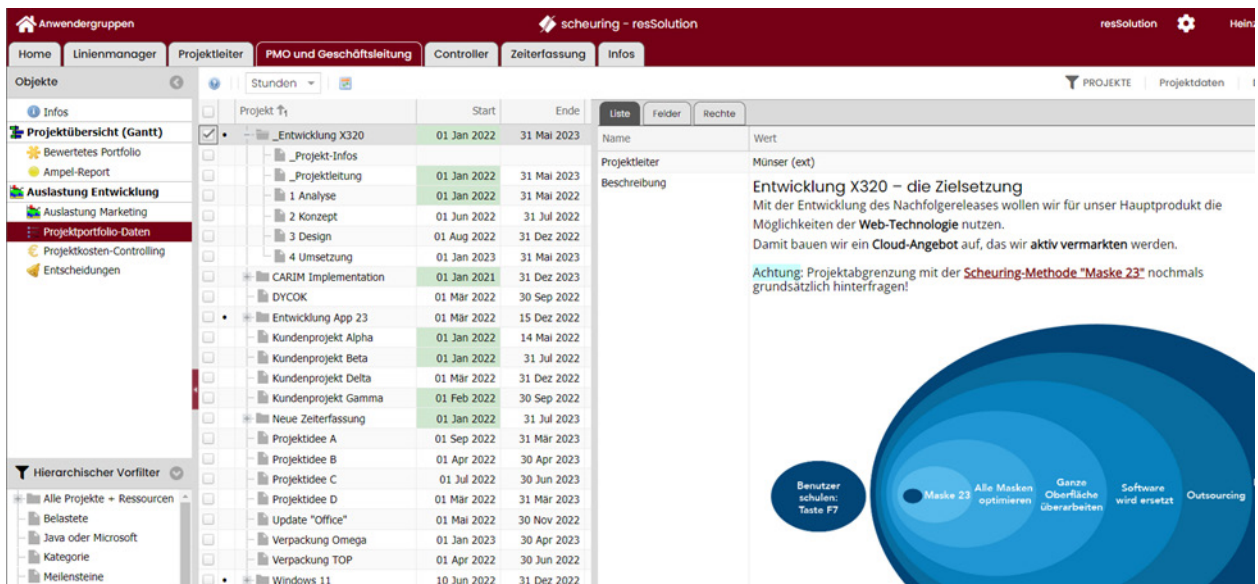 Anwendergruppen
scheuring - resSolution
resSolution
Heinz
Home Linienmanager Projektleiter PMO und Geschäftsleitung Controller Zeiterfassung Infos
Objekte
Stunden
PROJEKTE Projektdaten
Infos
Projektübersicht (Gantt)
Bewertetes Portfolio
Ampel-Report
Auslastung Entwicklung
Auslastung Marketing
Projektportfolio-Daten
Projektkosten-Controlling
Entscheidungen
Hierarchischer Vorfilter
Alle Projekte + Ressourcen
Belastete
Java oder Microsoft
Kategorie
Meilensteine
Projekt Start Ende
_Entwicklung X320 01 Jan 2022 31 Mai 2023
_Projekt-Infos
_Projektleitung 01 Jan 2022 31 Mai 2023
1 Analyse 01 Jan 2022 31 Mai 2022
2 Konzept 01 Jun 2022 31 Jul 2022
3 Design 01 Aug 2022 31 Dez 2022
4 Umsetzung 01 Jan 2023 31 Mai 2023
CARIM Implementation 01 Jan 2021 31 Dez 2023
DYCOK 01 Mär 2022 30 Sep 2022
Entwicklung App 23 01 Mär 2022 15 Dez 2022
Kundenprojekt Alpha 01 Jan 2022 14 Mai 2022
Kundenprojekt Beta 01 Jan 2022 31 Jul 2022
Kundenprojekt Delta 01 Mär 2022 31 Dez 2022
Kundenprojekt Gamma 01 Feb 2022 30 Sep 2022
Neue Zeiterfassung 01 Jan 2022 31 Jul 2023
Projektidee A 01 Sep 2022 31 Mär 2023
Projektidee B 01 Apr 2022 30 Apr 2023
Projektidee C 01 Jul 2022 30 Jun 2023
Projektidee D 01 Mär 2022 31 Mär 2023
Update "Office" 01 Mai 2022 30 Nov 2022
Verpackung Omega 01 Jan 2023 30 Apr 2023
Verpackung TOP 01 Apr 2022 30 Jun 2022
Windows 11 10 Jun 2022 31 Dez 2022
Liste Felder Rechte
Name Wert
Projektleiter Münser (ext)
Beschreibung Entwicklung X320 – die Zielsetzung
Mit der Entwicklung des Nachfolgereleases wollen wir für unser Hauptprodukt die
Möglichkeiten der Web-Technologie nutzen.
Damit bauen wir ein Cloud-Angebot auf, das wir aktiv vermarkten werden.
Achtung: Projektabgrenzung mit der Scheuring-Methode "Maske 23" nochmals
grundsätzlich hinterfragen!
Benutzer
schulen:
Taste F7
Maske 23
Alle Masken
optimieren
Ganze
Oberfläche
überarbeiten
Software
wird ersetzt
Outsourcing